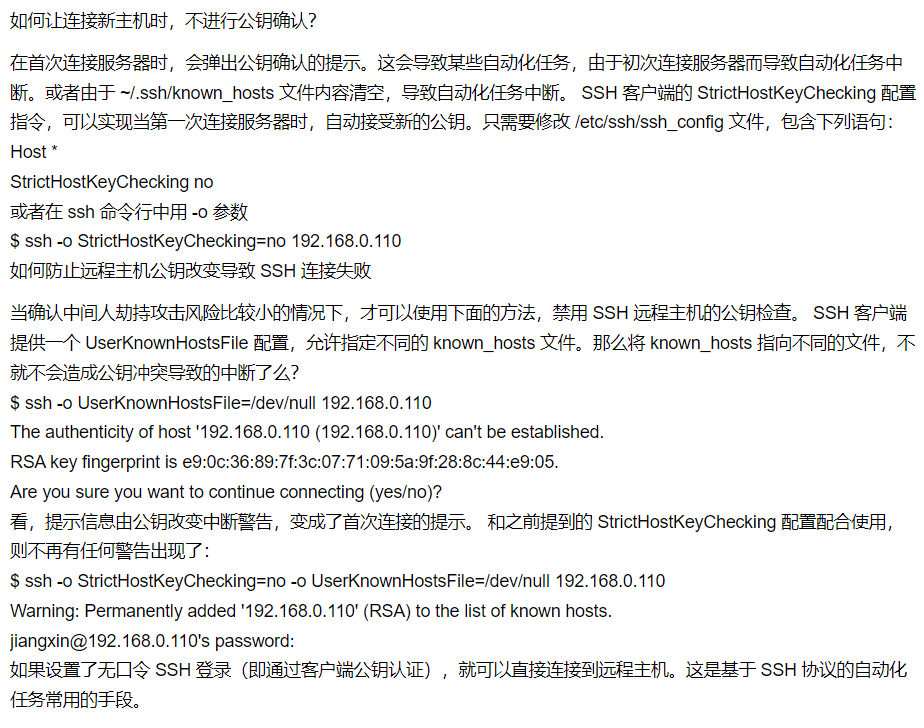 如何让连接新主机时，不进行公钥确认？
在首次连接服务器时，会弹出公钥确认的提示。这会导致某些自动化任务，由于初次连接服务器而导致自动化任务中
断。或者由于 ~/.ssh/known_hosts 文件内容清空，导致自动化任务中断。 SSH 客户端的 StrictHostKeyChecking 配置
指令，可以实现当第一次连接服务器时，自动接受新的公钥。只需要修改 /etc/ssh/ssh_config 文件，包含下列语句：
Host *
StrictHostKeyChecking no
或者在 ssh 命令行中用 -o 参数
$ ssh -o StrictHostKeyChecking=no 192.168.0.110
如何防止远程主机公钥改变导致 SSH 连接失败
当确认中间人劫持攻击风险比较小的情况下，才可以使用下面的方法，禁用 SSH 远程主机的公钥检查。 SSH 客户端
提供一个 UserKnownHostsFile 配置，允许指定不同的 known_hosts 文件。那么将 known_hosts 指向不同的文件，不
就不会造成公钥冲突导致的中断了么？
$ ssh -o UserKnownHostsFile=/dev/null 192.168.0.110
The authenticity of host '192.168.0.110 (192.168.0.110)' can't be established.
RSA key fingerprint is e9:0c:36:89:7f:3c:07:71:09:5a:9f:28:8c:44:e9:05.
Are you sure you want to continue connecting (yes/no)?
看，提示信息由公钥改变中断警告，变成了首次连接的提示。 和之前提到的 StrictHostKeyChecking 配置配合使用，
则不再有任何警告出现了：
$ ssh -o StrictHostKeyChecking=no -o UserKnownHostsFile=/dev/null 192.168.0.110
Warning: Permanently added '192.168.0.110' (RSA) to the list of known hosts.
jiangxin@192.168.0.110's password:
如果设置了无口令 SSH 登录（即通过客户端公钥认证），就可以直接连接到远程主机。这是基于 SSH 协议的自动化
任务常用的手段。